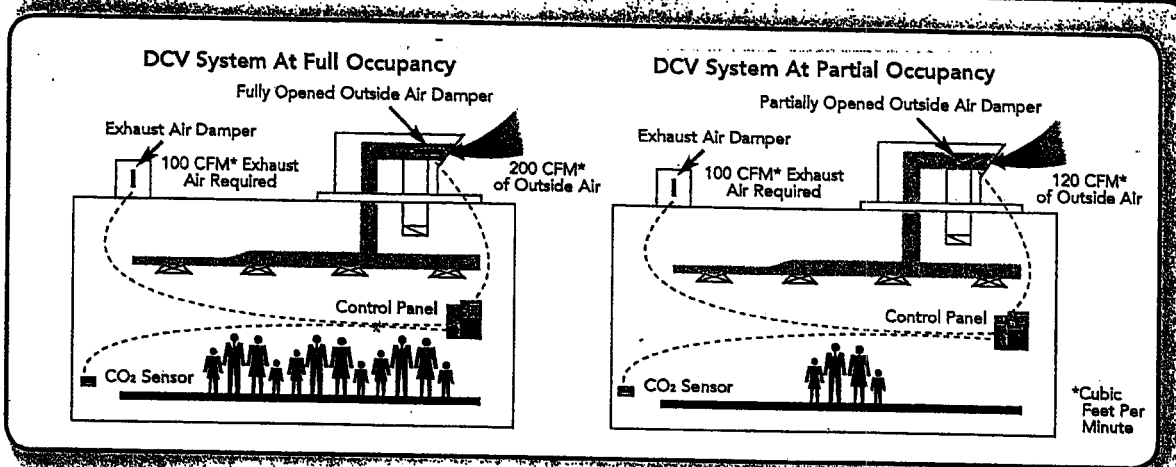 DCV System At Full Occupancy
Fully Opened Outside Air Damper
Exhaust Air Damper
100 CFM* Exhaust
Air Required
200 CFM*
of Outside Air
Control Panel
CO₂ Sensor
DCV System At Partial Occupancy
Partially Opened Outside Air Damper
Exhaust Air Damper
100 CFM* Exhaust
Air Required
120 CFM*
of Outside Air
Control Panel
CO₂ Sensor
*Cubic
Feet Per
Minute